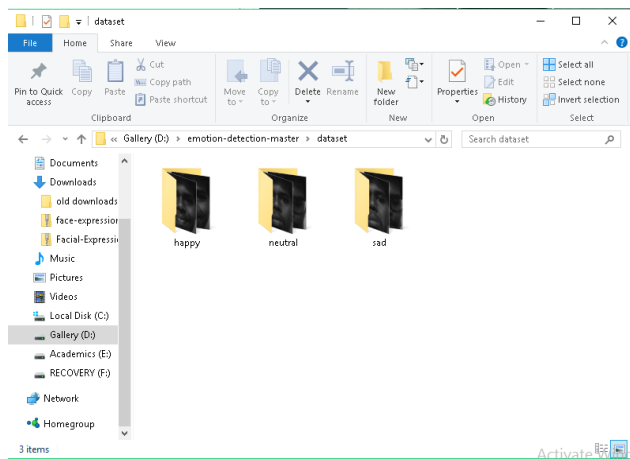 dataset
File Home Share View
Pin to Quick access
Copy
Paste
Cut
Copy path
Paste shortcut
Clipboard
Move to
Copy to
Delete
Rename
Organize
New folder
New
Properties
Open
Edit
History
Open
Select all
Select none
Invert selection
Select
« Gallery (D:) › emotion-detection-master › dataset
Search dataset
Documents
Downloads
old downloads
face-expression
Facial-Expressi
Music
Pictures
Videos
Local Disk (C:)
Gallery (D:)
Academics (E:)
RECOVERY (F:)
Network
Homegroup
happy
neutral
sad
3 items
Activate